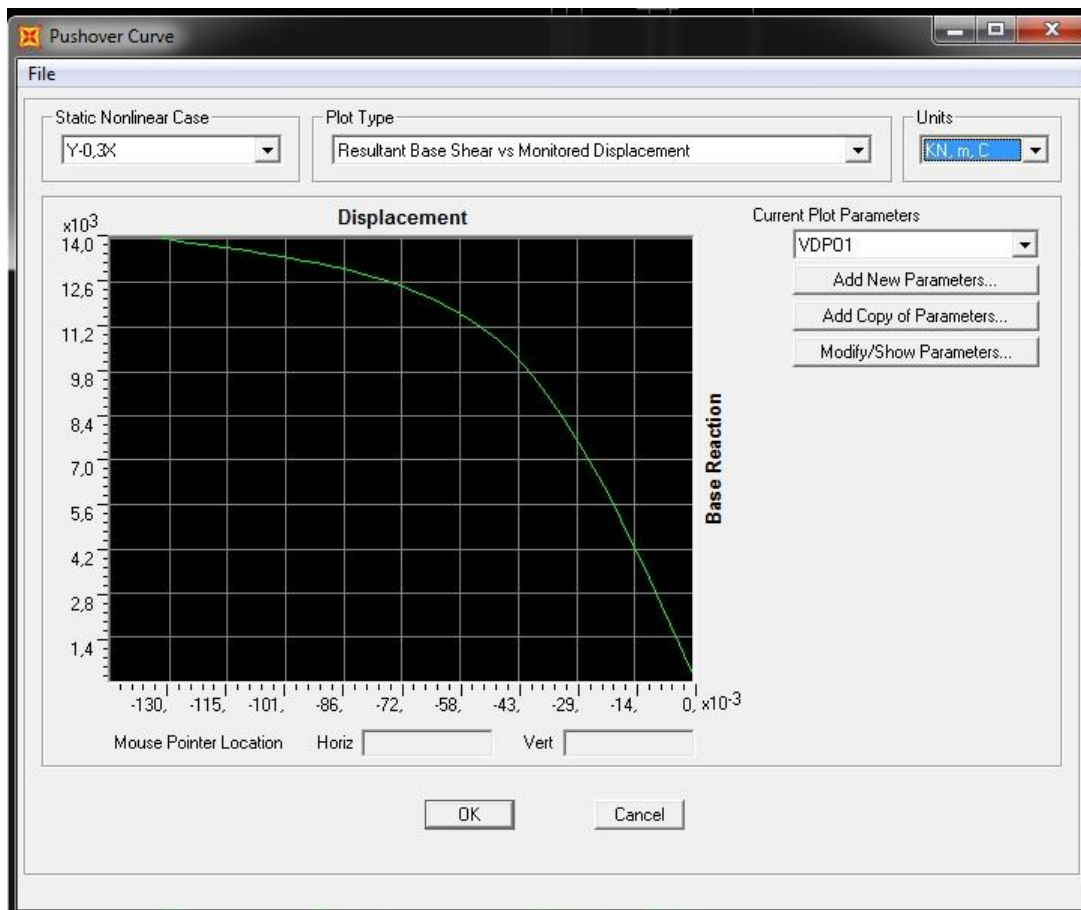 Pushover Curve
File
Static Nonlinear Case
Y-0,3X
Plot Type
Resultant Base Shear vs Monitored Displacement
Units
KN, m, C
Displacement
x10³
14,0
12,6
11,2
9,8
8,4
7,0
5,6
4,2
2,8
1,4
-130, -115, -101, -86, -72, -58, -43, -29, -14, 0, x10-3
Base Reaction
Current Plot Parameters
VDPO1
Add New Parameters...
Add Copy of Parameters...
Modify/Show Parameters...
Mouse Pointer Location Horiz Vert
OK Cancel